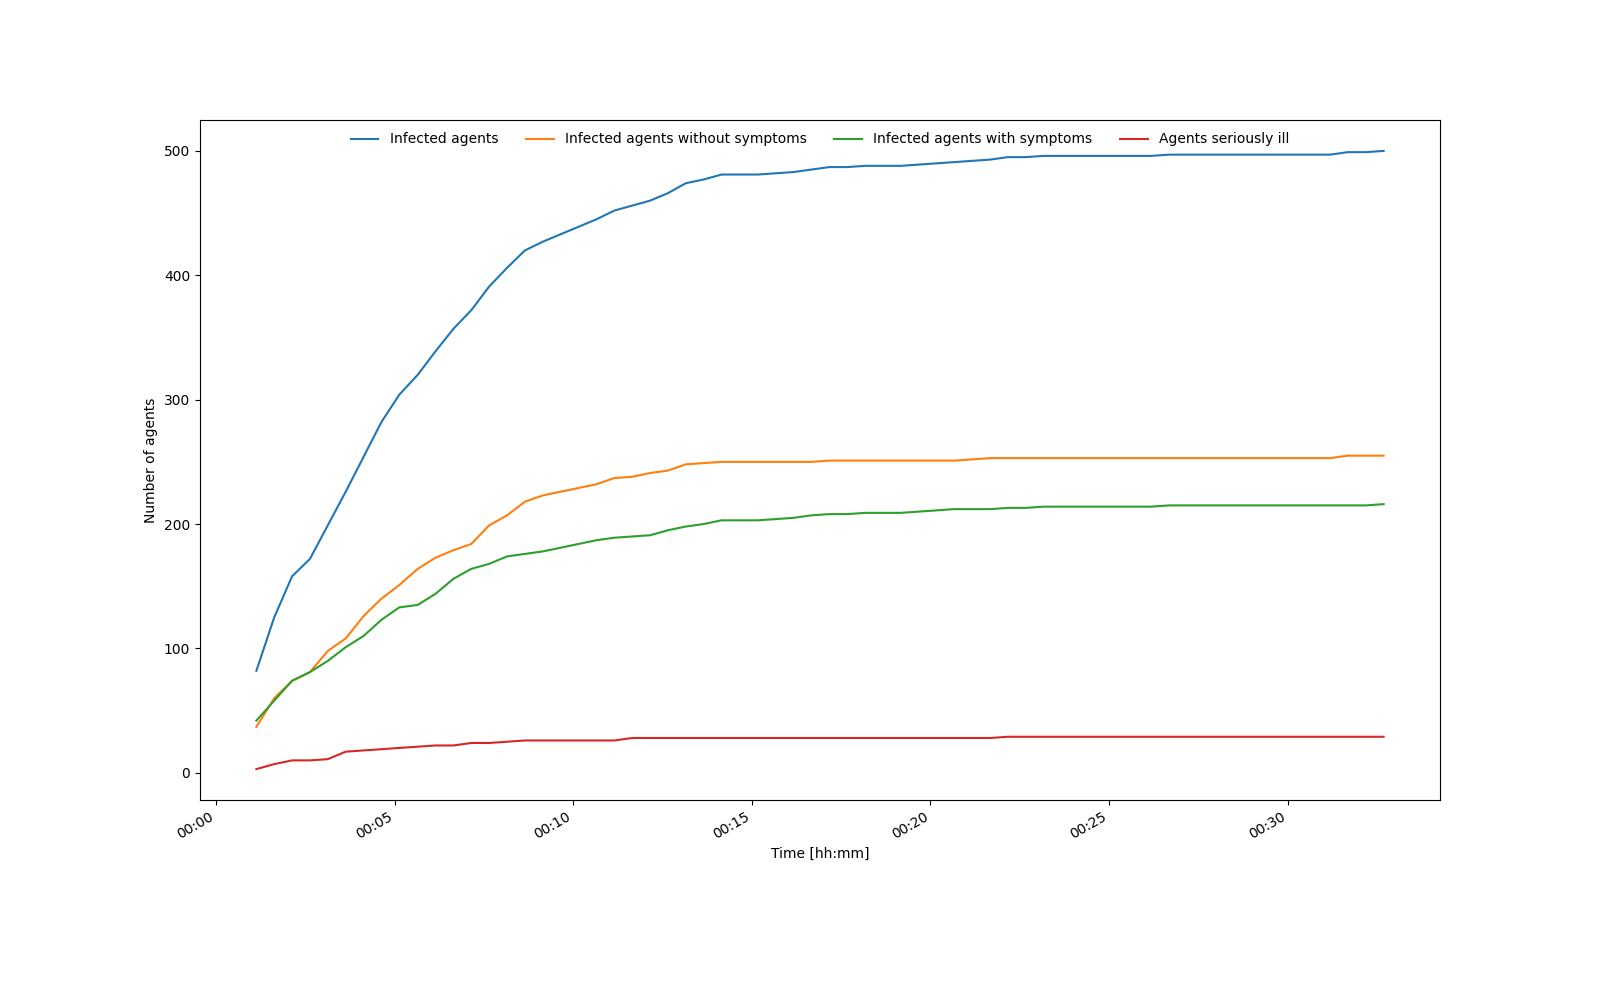 Infected agents Infected agents without symptoms Infected agents with symptoms Agents seriously ill
500
400
300
200
100
0
Number of agents
00:00 00:05 00:10 00:15 00:20 00:25 00:30
Time [hh:mm]